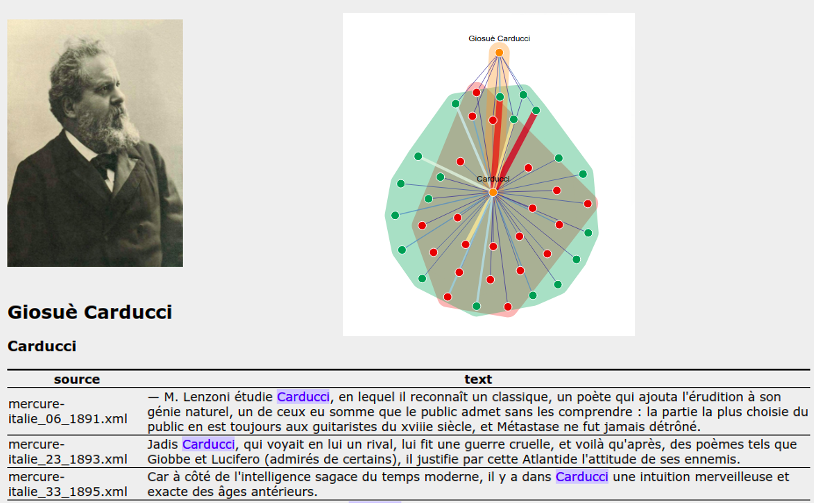 Giosuè Carducci
Carducci
Giosuè Carducci
Carducci
source text
mercure-italie_06_1891.xml
— M. Lenzoni étudie Carducci, en lequel il reconnaît un classique, un poète qui ajouta l'érudition à son
génie naturel, un de ceux eu somme que le public admet sans les comprendre : la partie la plus choisie du
public en est toujours aux guitaristes du xviiie siècle, et Métastase ne fut jamais détrôné.
mercure-italie_23_1893.xml
Jadis Carducci, qui voyait en lui un rival, lui fit une guerre cruelle, et voilà qu'après, des poèmes tels que
Giobbe et Lucifero (admirés de certains), il justifie par cette Atlantide l'attitude de ses ennemis.
mercure-italie_33_1895.xml
Car à côté de l'intelligence sagace du temps moderne, il y a dans Carducci une intuition merveilleuse et
exacte des âges antérieurs.